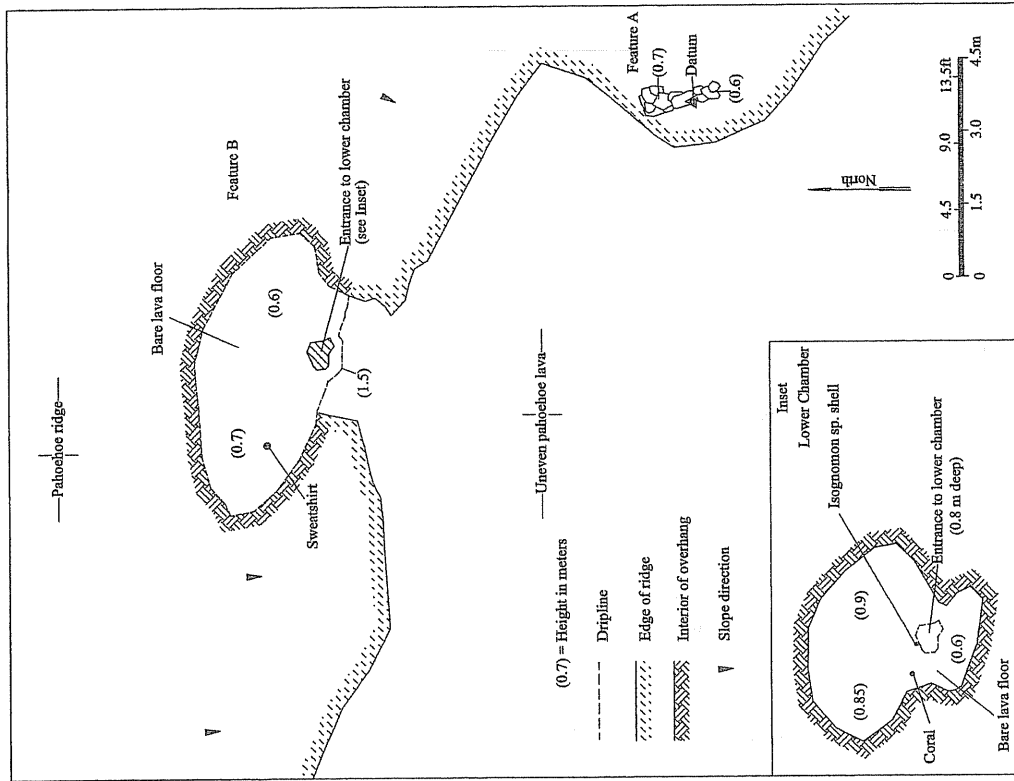 Pahoehoe ridge
Bare lava floor
Feature B
(0.7)
(0.6)
Sweatshirt
Entrance to lower chamber
(see Inset)
(1.5)
Feature A
(0.7)
Datum
(0.6)
Uneven pahoehoe lava
(0.7) = Height in meters
Dripline
Edge of ridge
Interior of overhang
Slope direction
North
0 4.5 9.0 13.5ft
0 1.5 3.0 4.5m
Inset
Lower Chamber
Isognomon sp. shell
(0.85)
(0.9)
Entrance to lower chamber
(0.8 m deep)
(0.6)
Coral
Bare lava floor